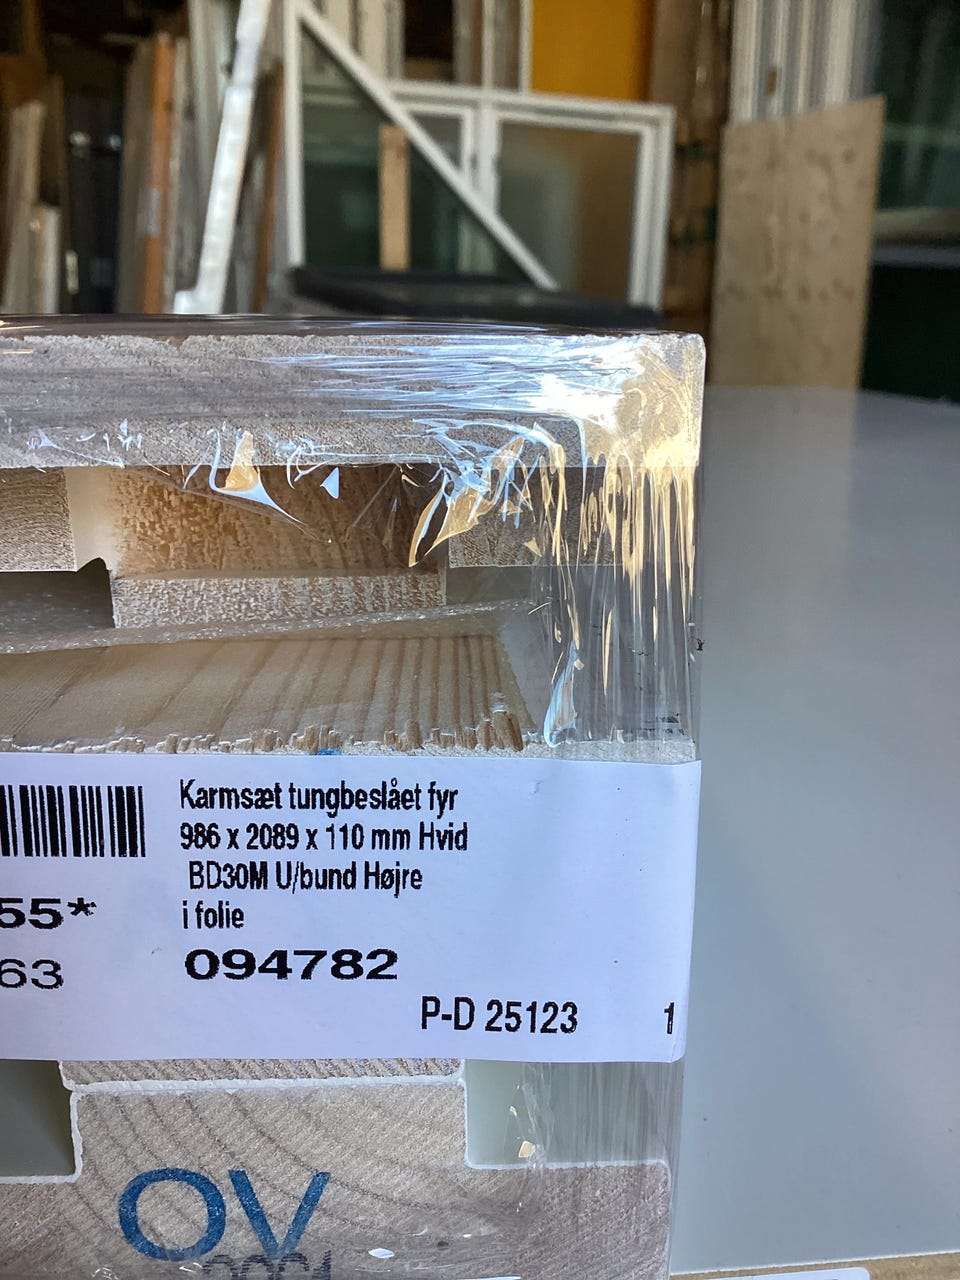 Karmsæt tungbeslået fyr
986 x 2089 x 110 mm Hvid
BD30M U/bund Højre
55* i folie
63 094782
P-D 25123 1
OV